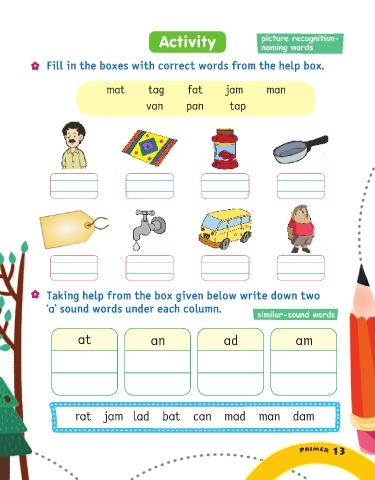 Activity
picture recognition-
naming words
Fill in the boxes with correct words from the help box.
mat tag fat jam man
van pan tap
Taking help from the box given below write down two
'a' sound words under each column.
similar-sound words
at an ad am
rat jam lad bat can mad man dam
PRIMER 13